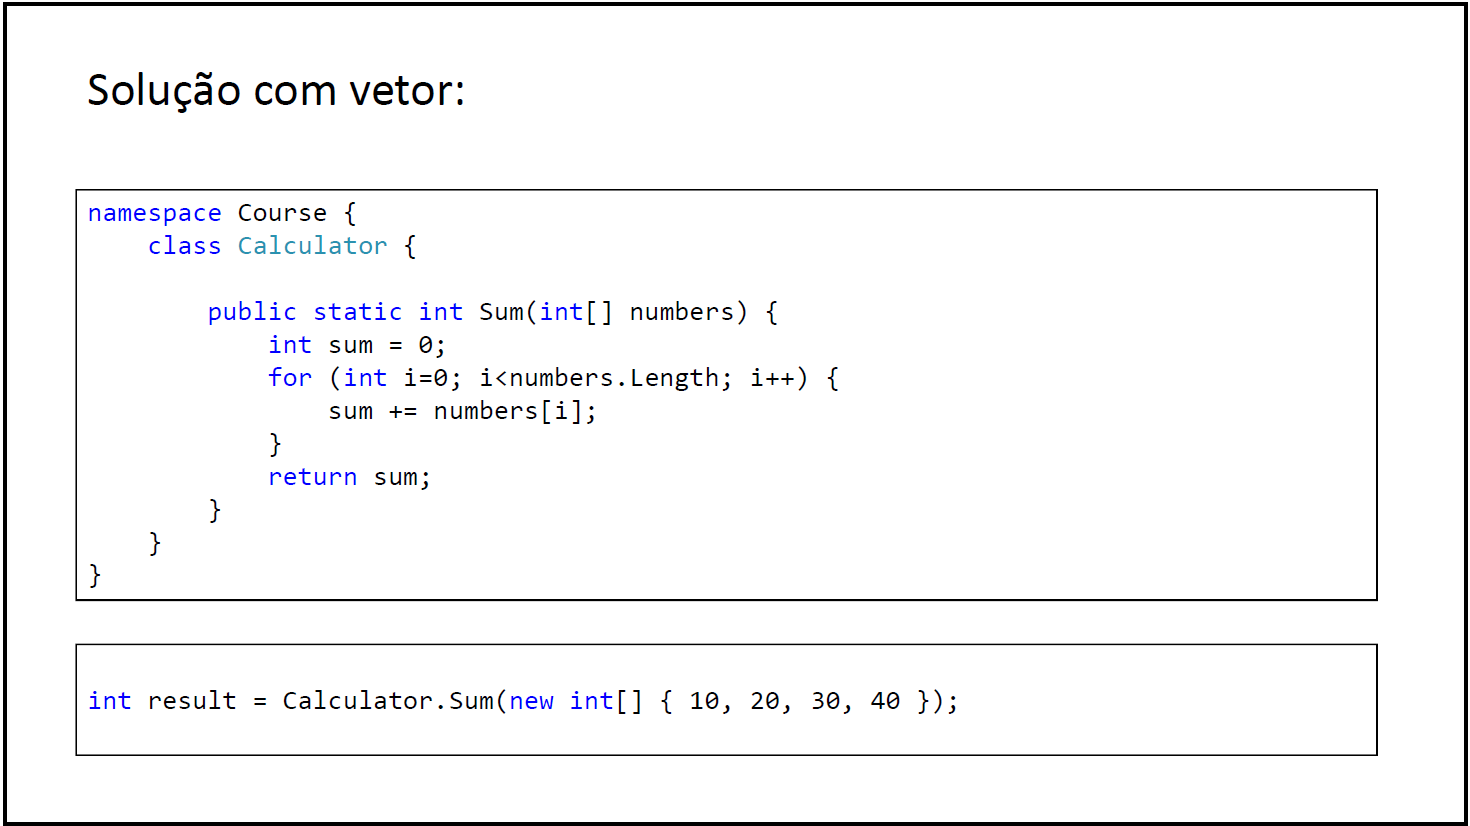 Solução com vetor:
namespace Course {
    class Calculator {
        public static int Sum(int[] numbers) {
            int sum = 0;
            for (int i=0; i<numbers.Length; i++) {
                sum += numbers[i];
            }
            return sum;
        }
    }
}
int result = Calculator.Sum(new int[] { 10, 20, 30, 40 });